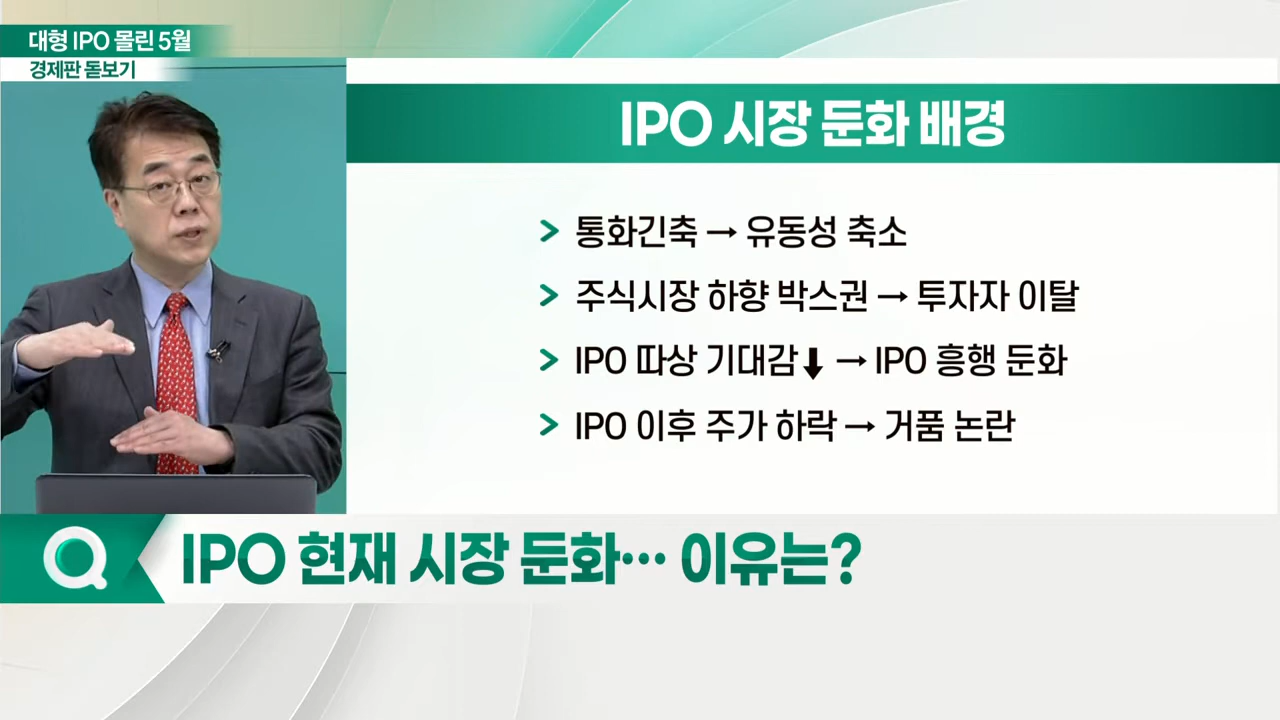 대형 IPO 몰린 5월
경제판 돋보기
IPO 시장 둔화 배경
> 통화긴축 → 유동성 축소
> 주식시장 하향 박스권 → 투자자 이탈
> IPO 따상 기대감⬇ → IPO 흥행 둔화
> IPO 이후 주가 하락 → 거품 논란
Q IPO 현재 시장 둔화… 이유는?